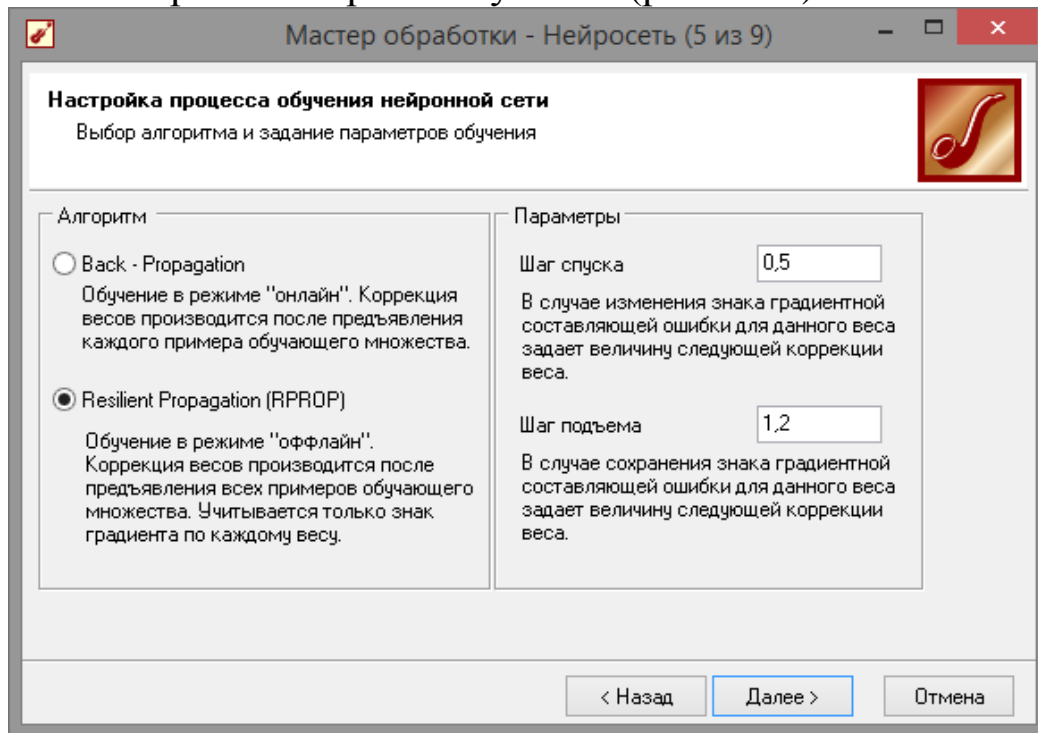 Мастер обработки - Нейросеть (5 из 9)
Настройка процесса обучения нейронной сети
Выбор алгоритма и задание параметров обучения
Алгоритм
Back - Propagation
Обучение в режиме "онлайн". Коррекция
весов производится после предъявления
каждого примера обучающего множества.
Resilient Propagation (RPROP)
Обучение в режиме "оффлайн".
Коррекция весов производится после
предъявления всех примеров обучающего
множества. Учитывается только знак
градиента по каждому весу.
Параметры
Шаг спуска 0,5
В случае изменения знака градиентной
составляющей ошибки для данного веса
задает величину следующей коррекции
веса.
Шаг подъема 1,2
В случае сохранения знака градиентной
составляющей ошибки для данного веса
задает величину следующей коррекции
веса.
< Назад Далее > Отмена